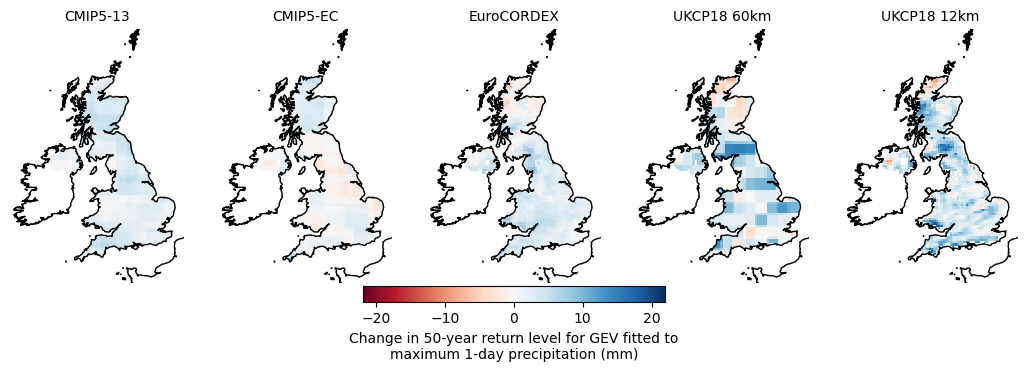 CMIP5-13 CMIP5-EC EuroCORDEX UKCP18 60km UKCP18 12km
−20 −10 0 10 20
Change in 50-year return level for GEV fitted to
maximum 1-day precipitation (mm)